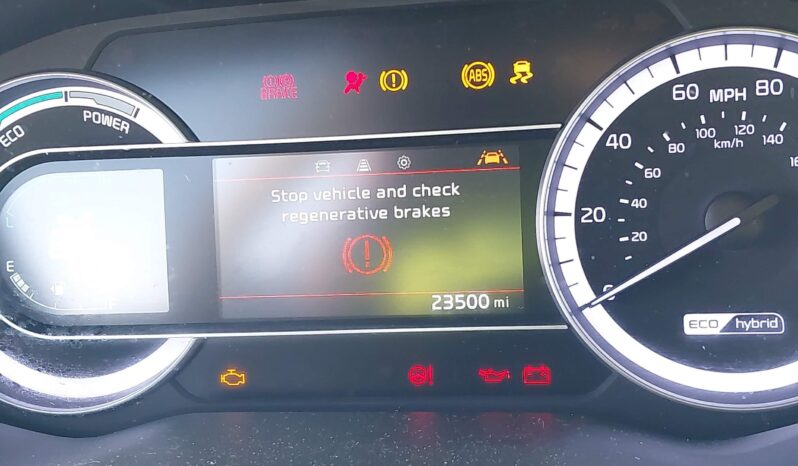 BRAKE
ABS
ECO
POWER
Stop vehicle and check
regenerative brakes
23500 mi
E
F
0
20
40
60
80
MPH
20
40
60
80
100
120
140
km/h
ECO hybrid